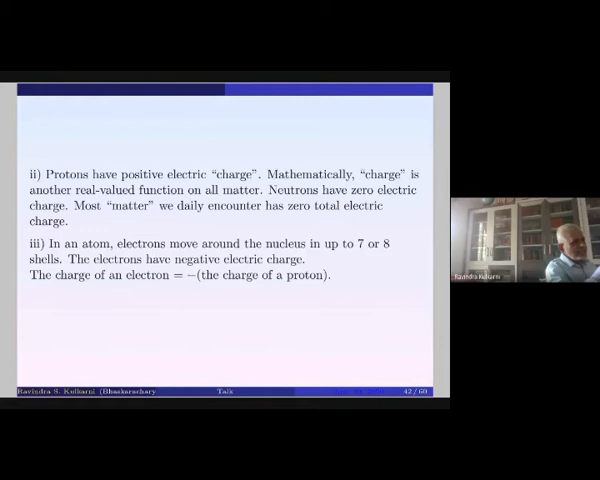 ii) Protons have positive electric “charge”. Mathematically, “charge” is
another real-valued function on all matter. Neutrons have zero electric
charge. Most “matter” we daily encounter has zero total electric
charge.
iii) In an atom, electrons move around the nucleus in up to 7 or 8
shells. The electrons have negative electric charge.
The charge of an electron = −(the charge of a proton).
Ravindra Kulkarni
Ravindra S. Kulkarni (Bhaskaracharya
Talk
42 / 60